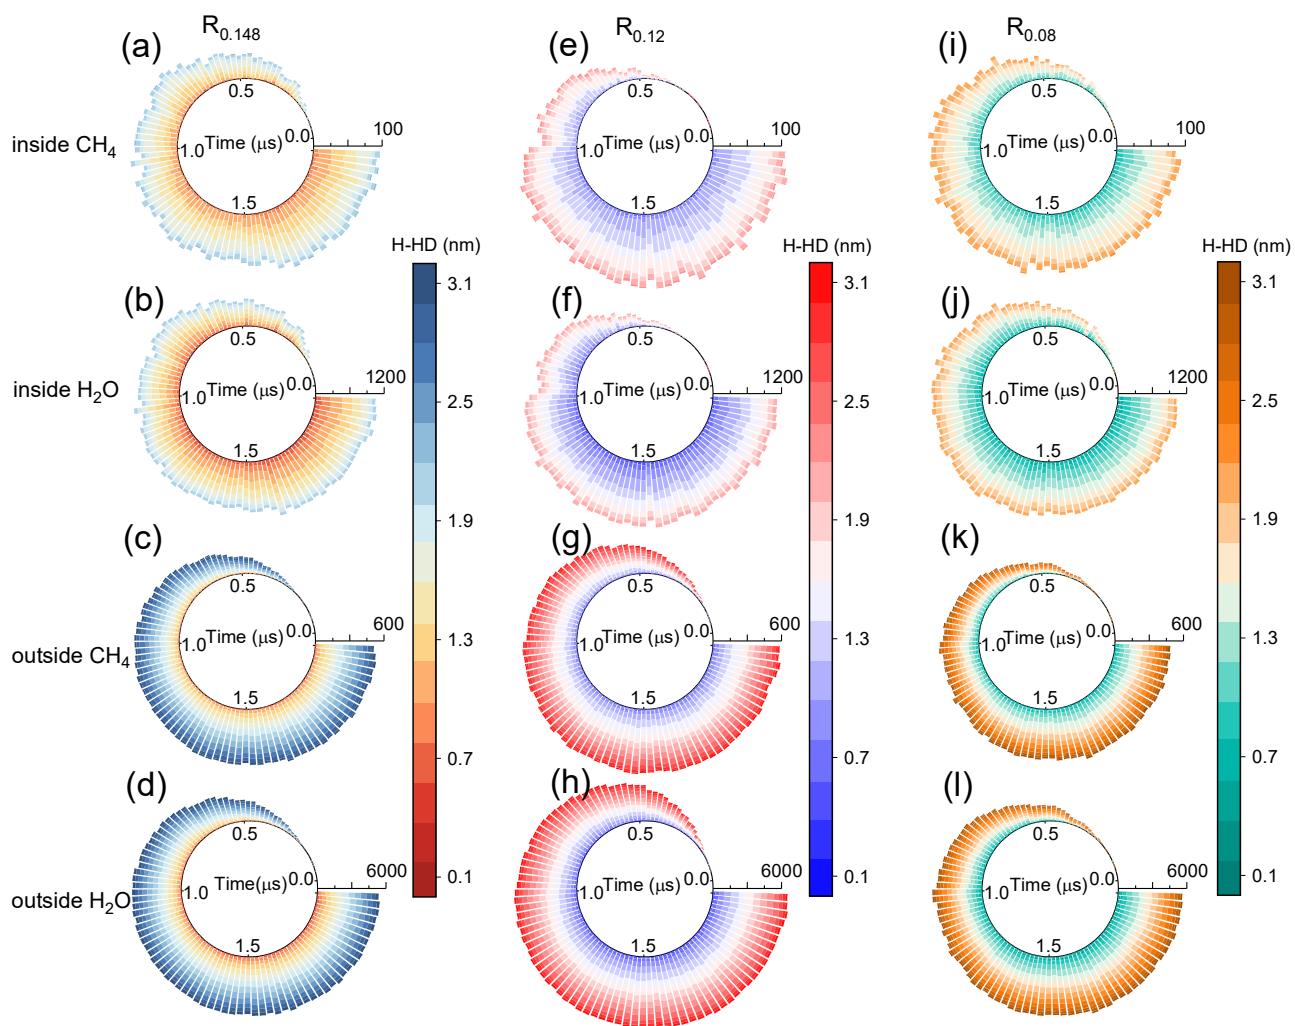 R0.148
R0.12
R0.08
(a)
(e)
(i)
inside CH4
0.5
Time (μs)
0.0
1.0
1.5
100
0.5
Time (μs)
0.0
1.0
1.5
100
0.5
Time (μs)
0.0
1.0
1.5
100
H-HD (nm)
3.1
2.5
1.9
1.3
0.7
0.1
H-HD (nm)
3.1
2.5
1.9
1.3
0.7
0.1
H-HD (nm)
3.1
2.5
1.9
1.3
0.7
0.1
(b)
(f)
(j)
inside H2O
0.5
Time (μs)
0.0
1.0
1.5
1200
0.5
Time (μs)
0.0
1.0
1.5
1200
0.5
Time (μs)
0.0
1.0
1.5
1200
(c)
(g)
(k)
outside CH4
0.5
Time (μs)
0.0
1.0
1.5
600
0.5
Time (μs)
0.0
1.0
1.5
600
0.5
Time (μs)
0.0
1.0
1.5
600
(d)
(h)
(l)
outside H2O
0.5
Time(μs)
0.0
1.0
1.5
6000
0.5
Time (μs)
0.0
1.0
1.5
6000
0.5
Time (μs)
0.0
1.0
1.5
6000